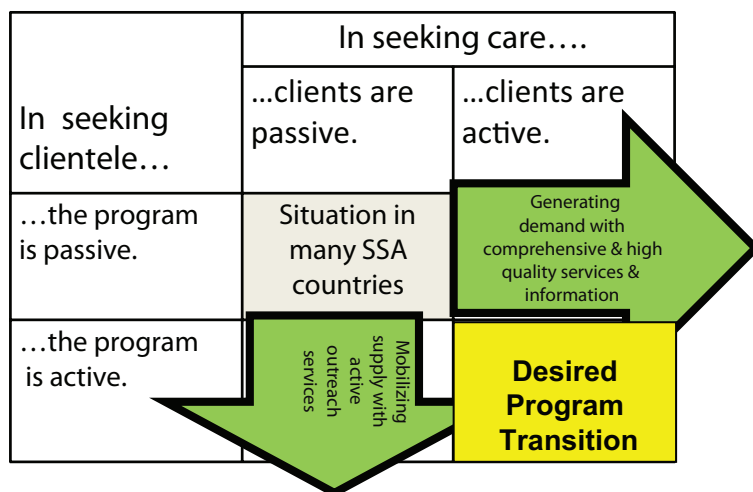 In seeking care….
In seeking
clientele…
...clients are
passive.
...clients are
active.
…the program
is passive.
Situation in
many SSA
countries
Generating
demand with
comprehensive & high
quality services &
information
…the program
is active.
Mobilizing
supply with
active
outreach
services
Desired
Program
Transition